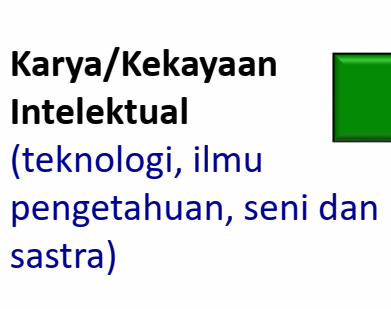 Karya/Kekayaan
Intelektual
(teknologi, ilmu
pengetahuan, seni dan
sastra)